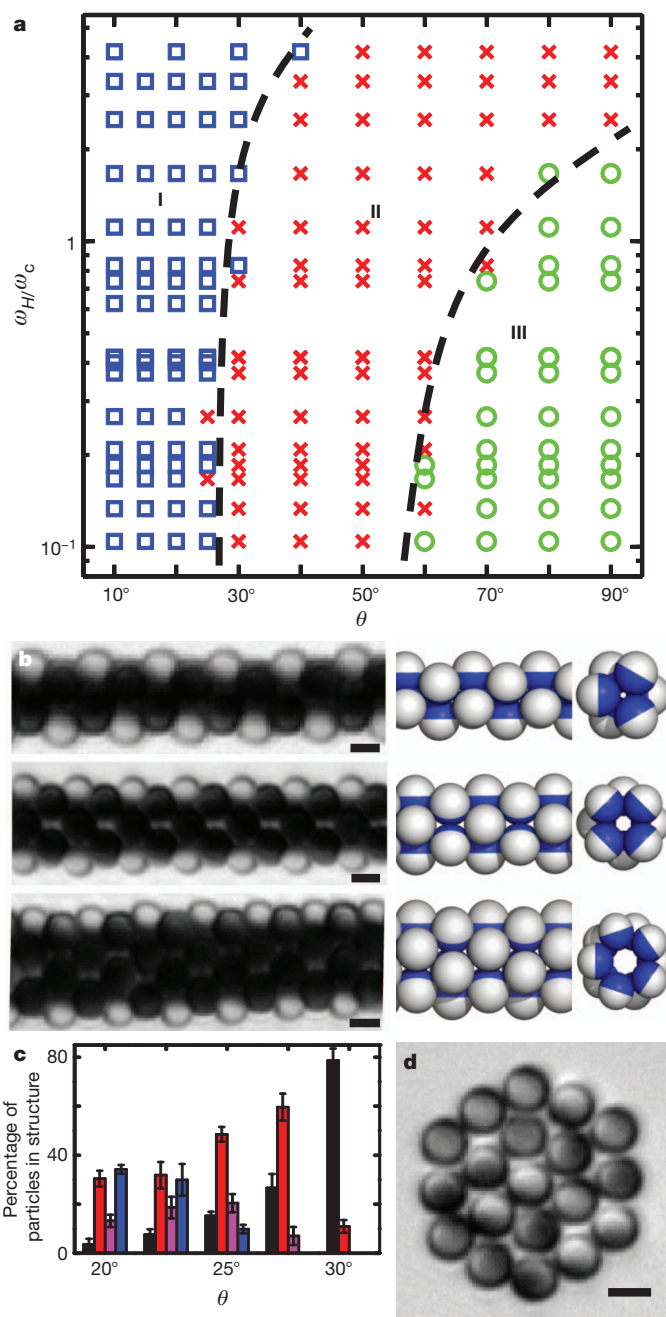 a
I
II
III
1
10⁻¹
ω_H/ω_c
10° 30° 50° 70° 90°
θ
b
c
d
80
40
0
Percentage of
particles in structure
20° 25° 30°
θ